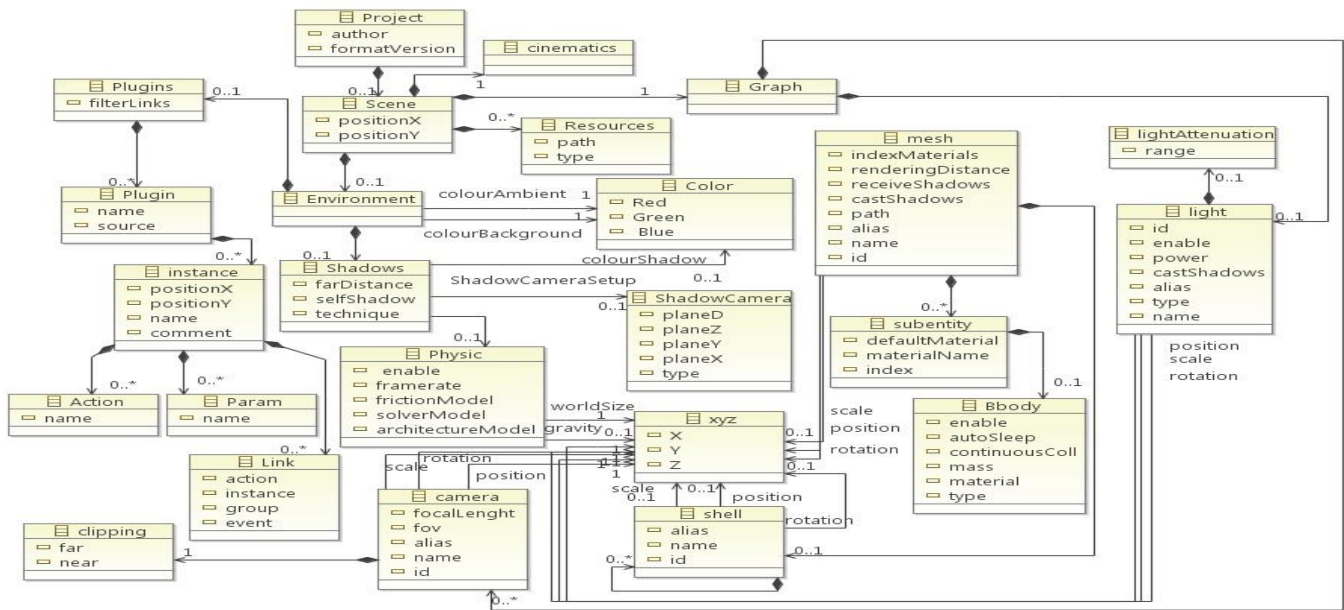 Project
author
formatVersion
cinematics
1
0..1
Plugins
filterLinks
0..1
Scene
positionX
positionY
1
Graph
0..*
Resources
path
type
mesh
indexMaterials
renderingDistance
receiveShadows
castShadows
path
alias
name
id
lightAttenuation
range
0..1
0..*
Plugin
name
source
0..*
0..1
Environment
colourAmbient
1
colourBackground
1
Color
Red
Green
Blue
light
id
enable
power
castShadows
alias
type
name
0..1
0..1
Shadows
farDistance
selfShadow
technique
colourShadow
0..1
ShadowCameraSetup
0..1
ShadowCamera
planeD
planeZ
planeY
planeX
type
instance
positionX
positionY
name
comment
0..*
subentity
defaultMaterial
materialName
index
position
scale
rotation
0..1
Physic
enable
framerate
frictionModel
solverModel
architectureModel
0..*
0..*
Action
name
Param
name
0..1
Bbody
enable
autoSleep
continuousColl
mass
material
type
worldSize
1
gravity
0..1
xyz
X
Y
Z
0..1
scale
position
rotation
0..1
0..*
Link
action
instance
group
event
scale
rotation
position
1
1
1
scale
0..1
0..1
position
rotation
camera
focalLenght
fov
alias
name
id
shell
alias
name
id
0..1
0..*
clipping
far
near
1
0..*